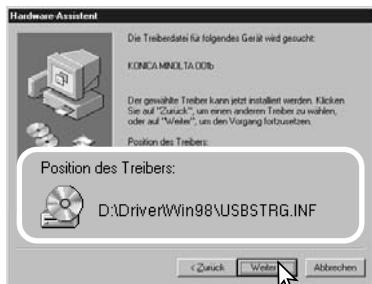 Hardware-Assistent
Die Treiberdatei für folgendes Gerät wird gesucht:
KONICA MINOLTA 001b
Der gewählte Treiber kann jetzt installiert werden. Klicken
Sie auf "Zurück", um einen anderen Treiber zu wählen,
oder auf "Weiter", um den Vorgang fortzusetzen.
Position des Treibers:
Position des Treibers:
D:\Driver\Win98\USBSTRG.INF
< Zurück
Weiter
Abbrechen